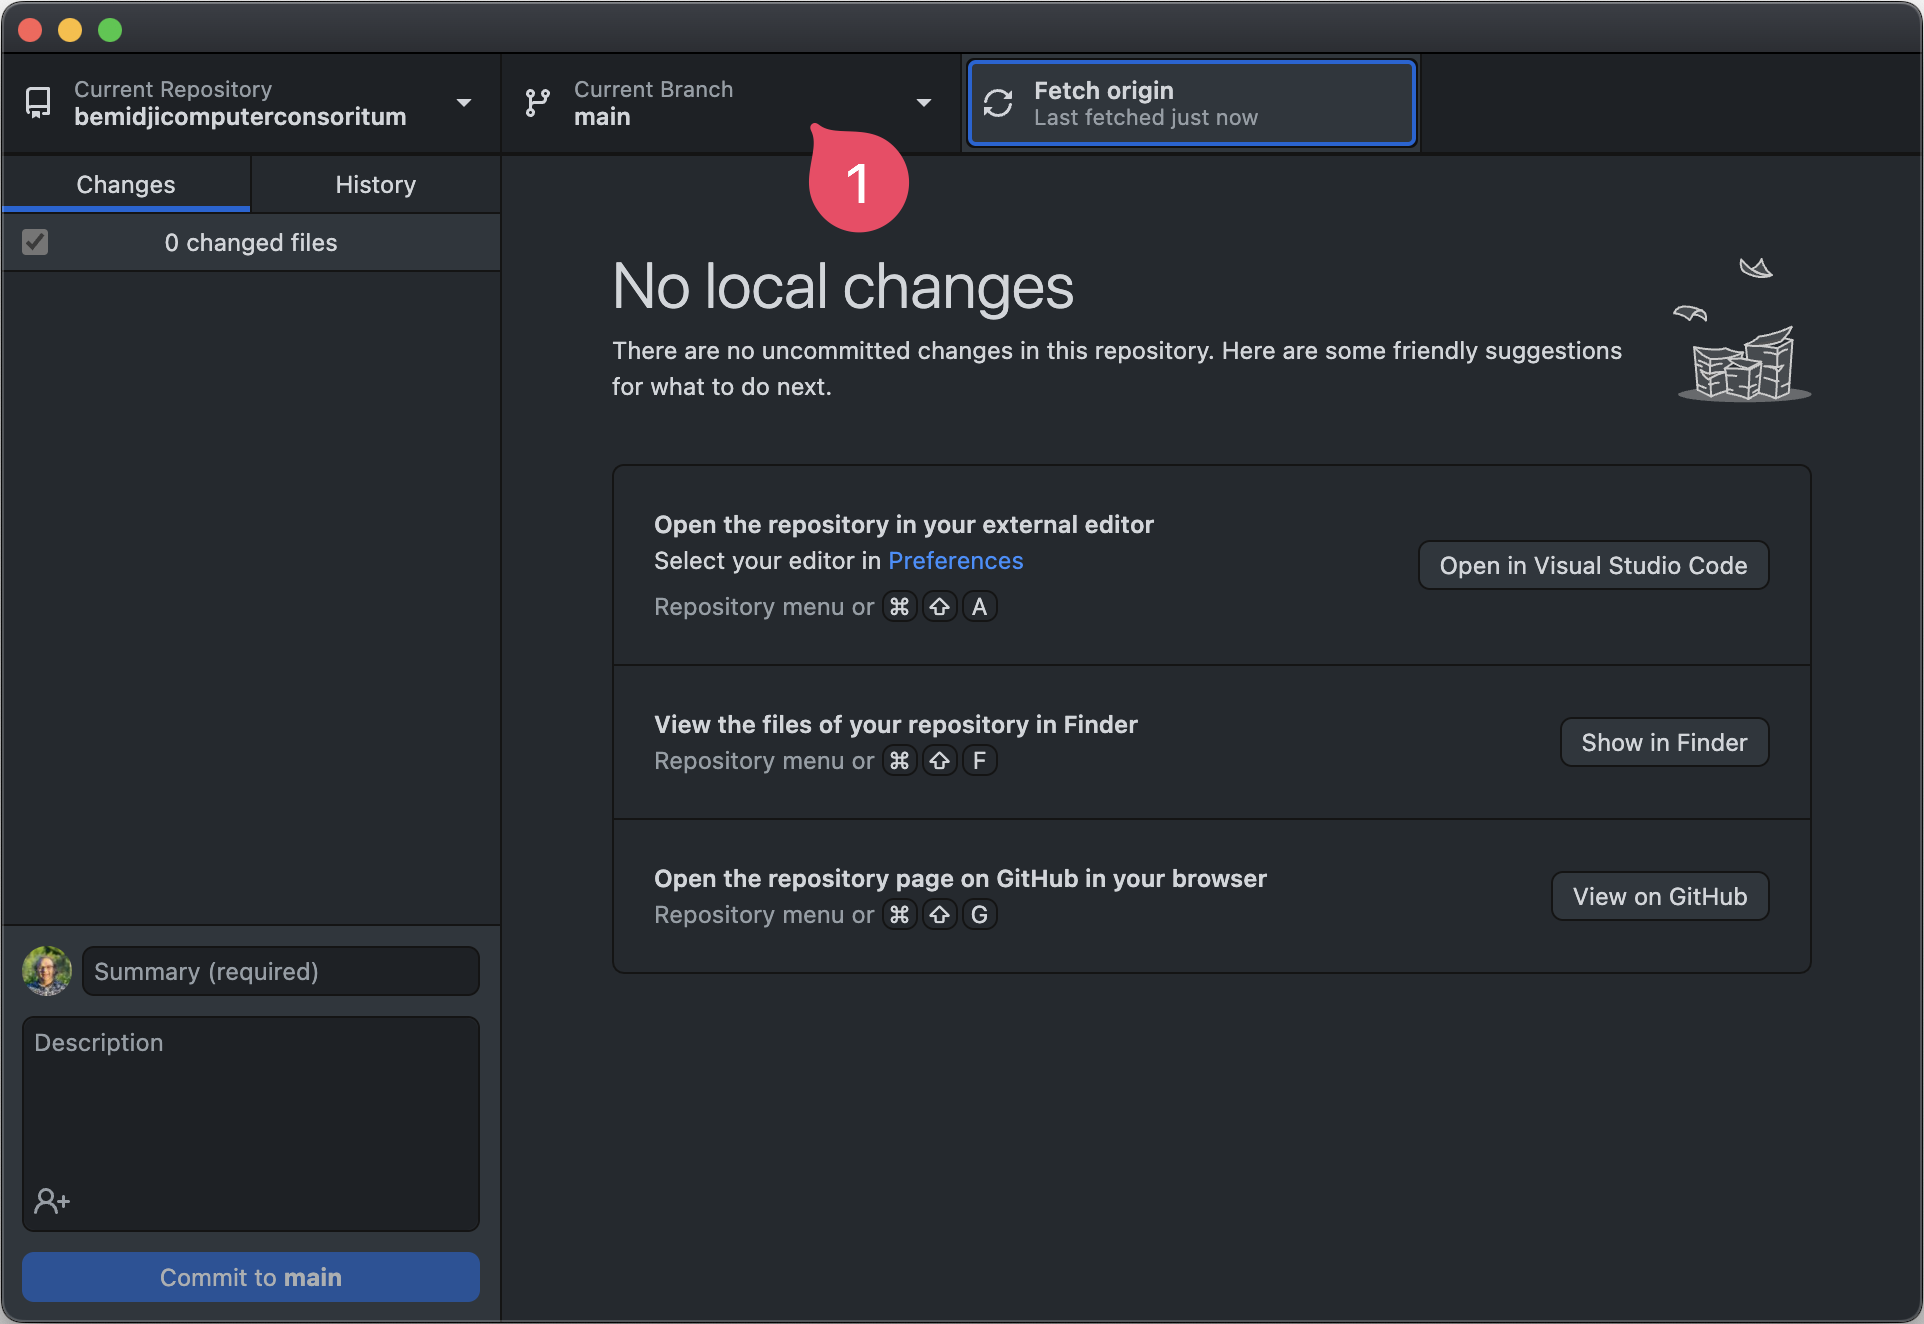 Current Repository
bemidjicomputerconsoritum
Current Branch
main
Fetch origin
Last fetched just now
1
Changes
History
0 changed files
No local changes
There are no uncommitted changes in this repository. Here are some friendly suggestions
for what to do next.
Open the repository in your external editor
Select your editor in Preferences
Repository menu or ⌘ ⇧ A
Open in Visual Studio Code
View the files of your repository in Finder
Repository menu or ⌘ ⇧ F
Show in Finder
Open the repository page on GitHub in your browser
Repository menu or ⌘ ⇧ G
View on GitHub
Summary (required)
Description
Commit to main